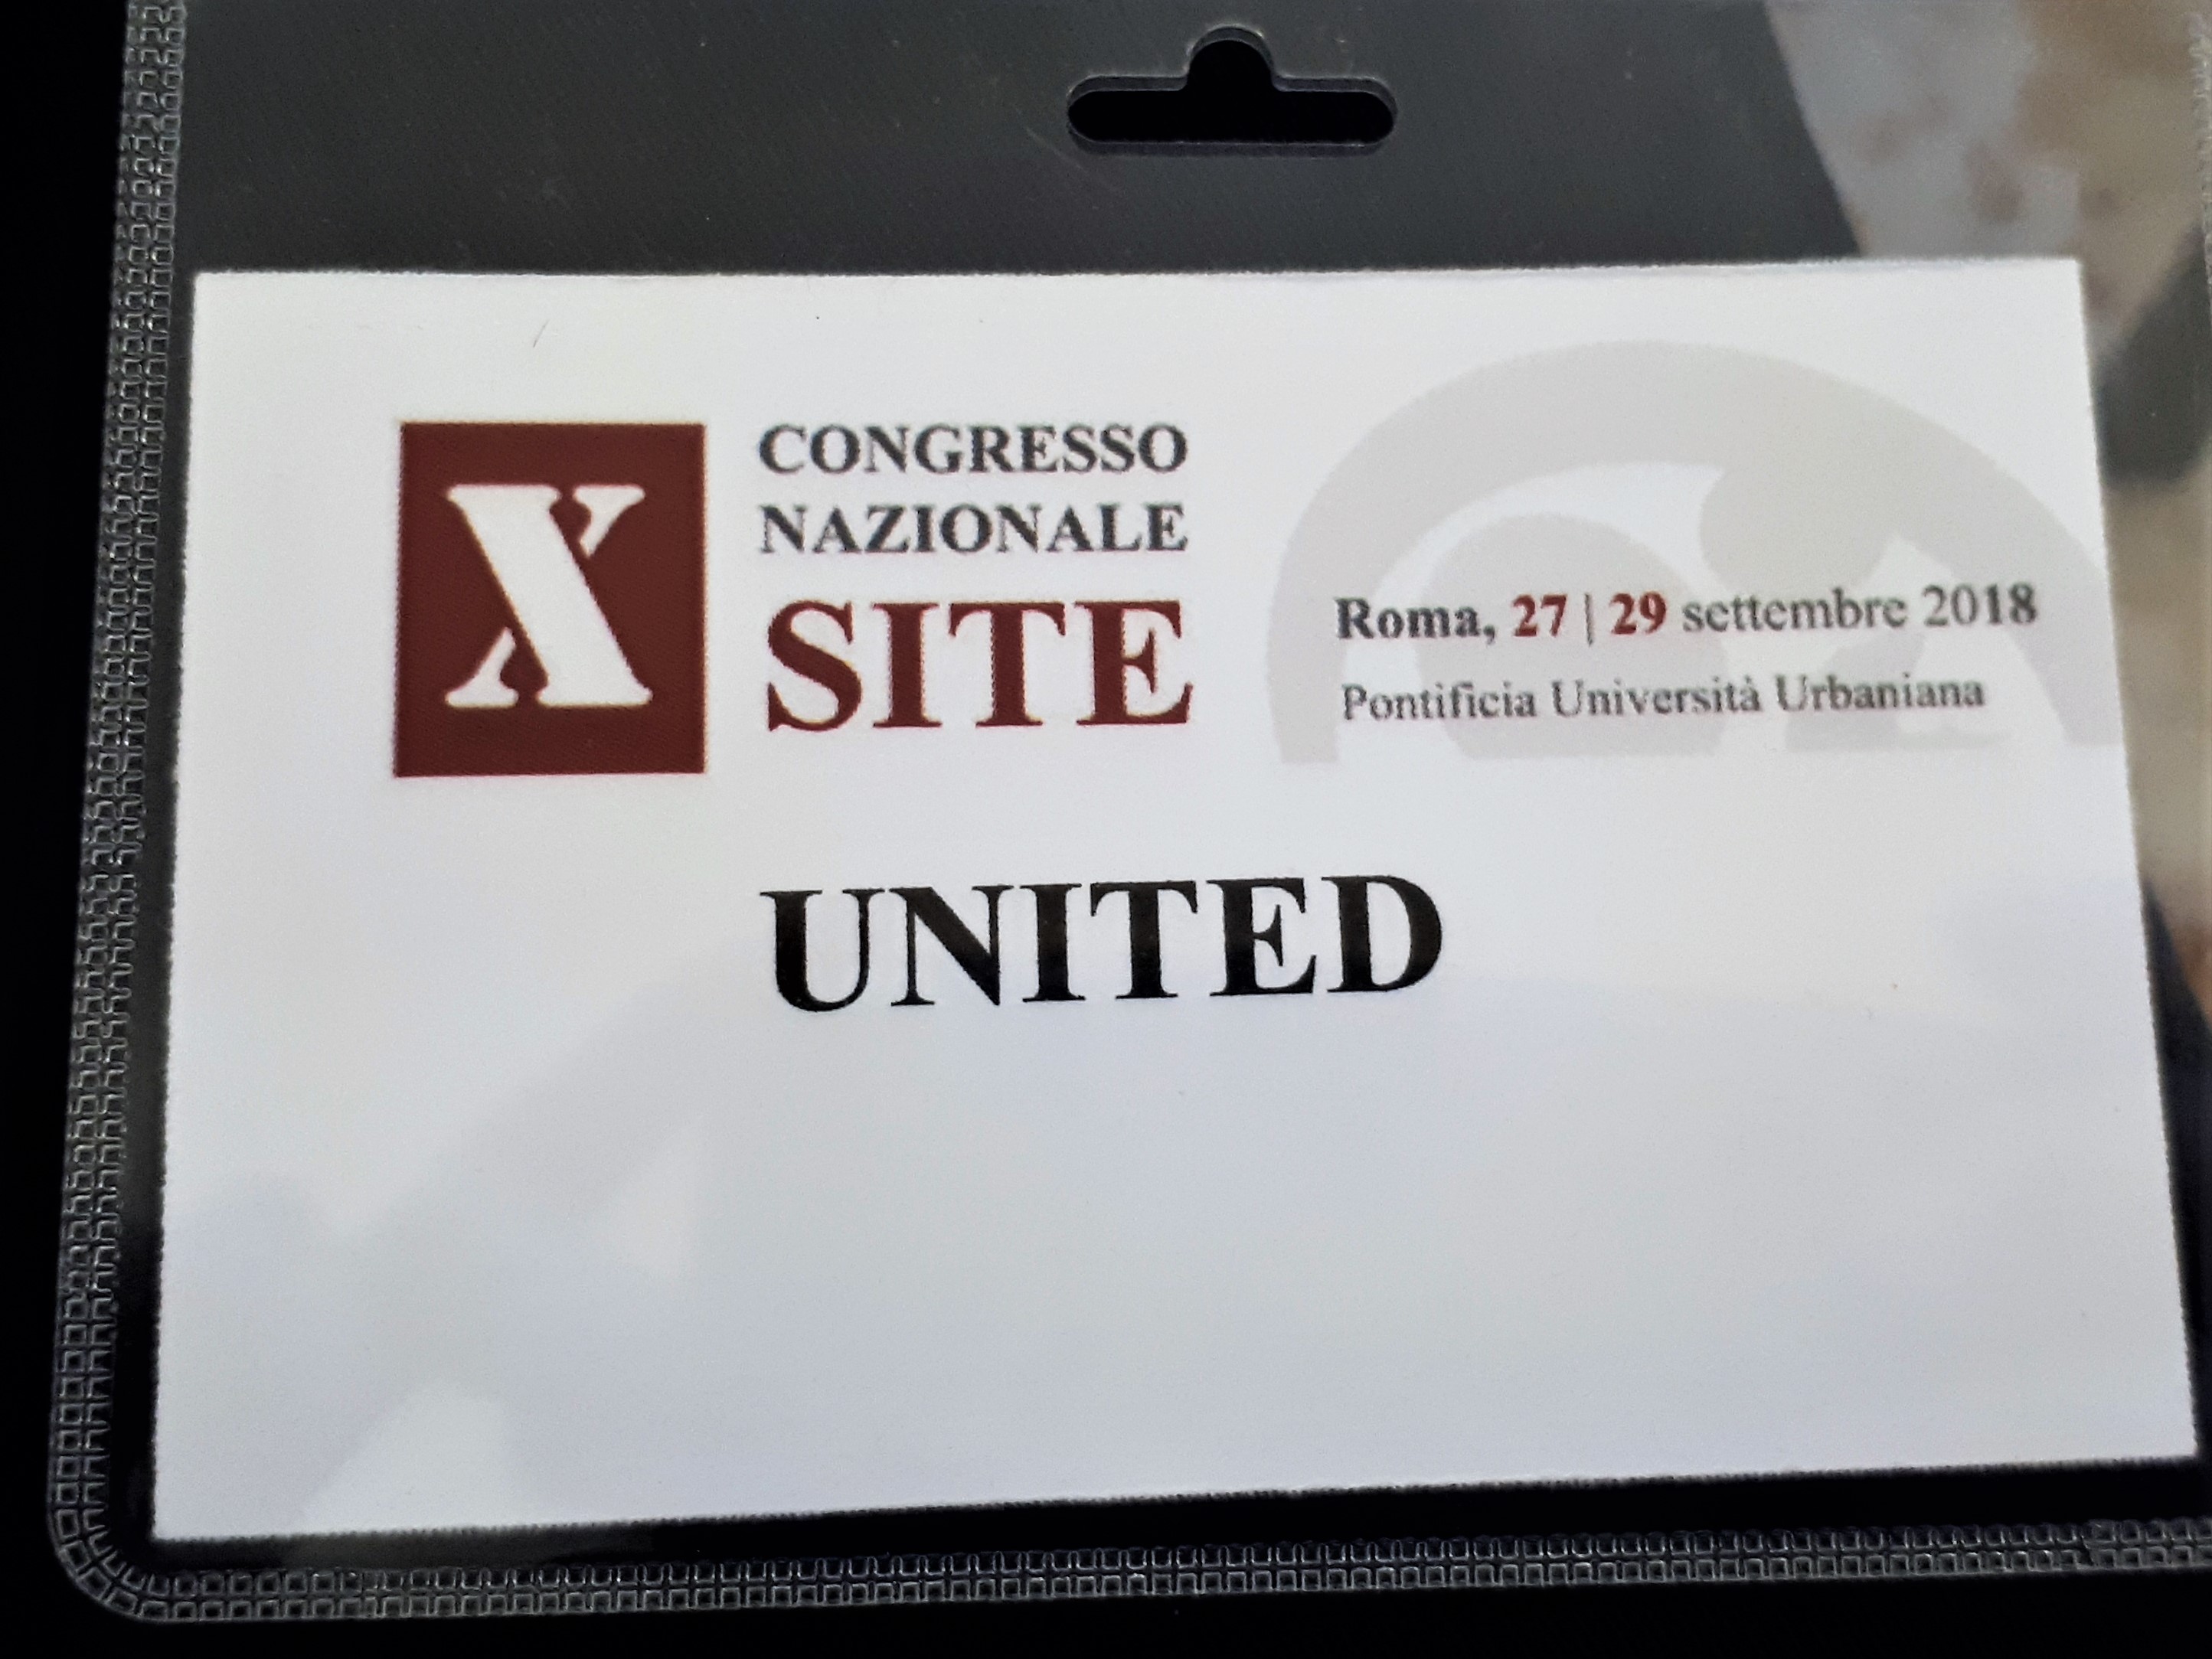 X
CONGRESSO
NAZIONALE
SITE
Roma, 27 | 29 settembre 2018
Pontificia Università Urbaniana
UNITED